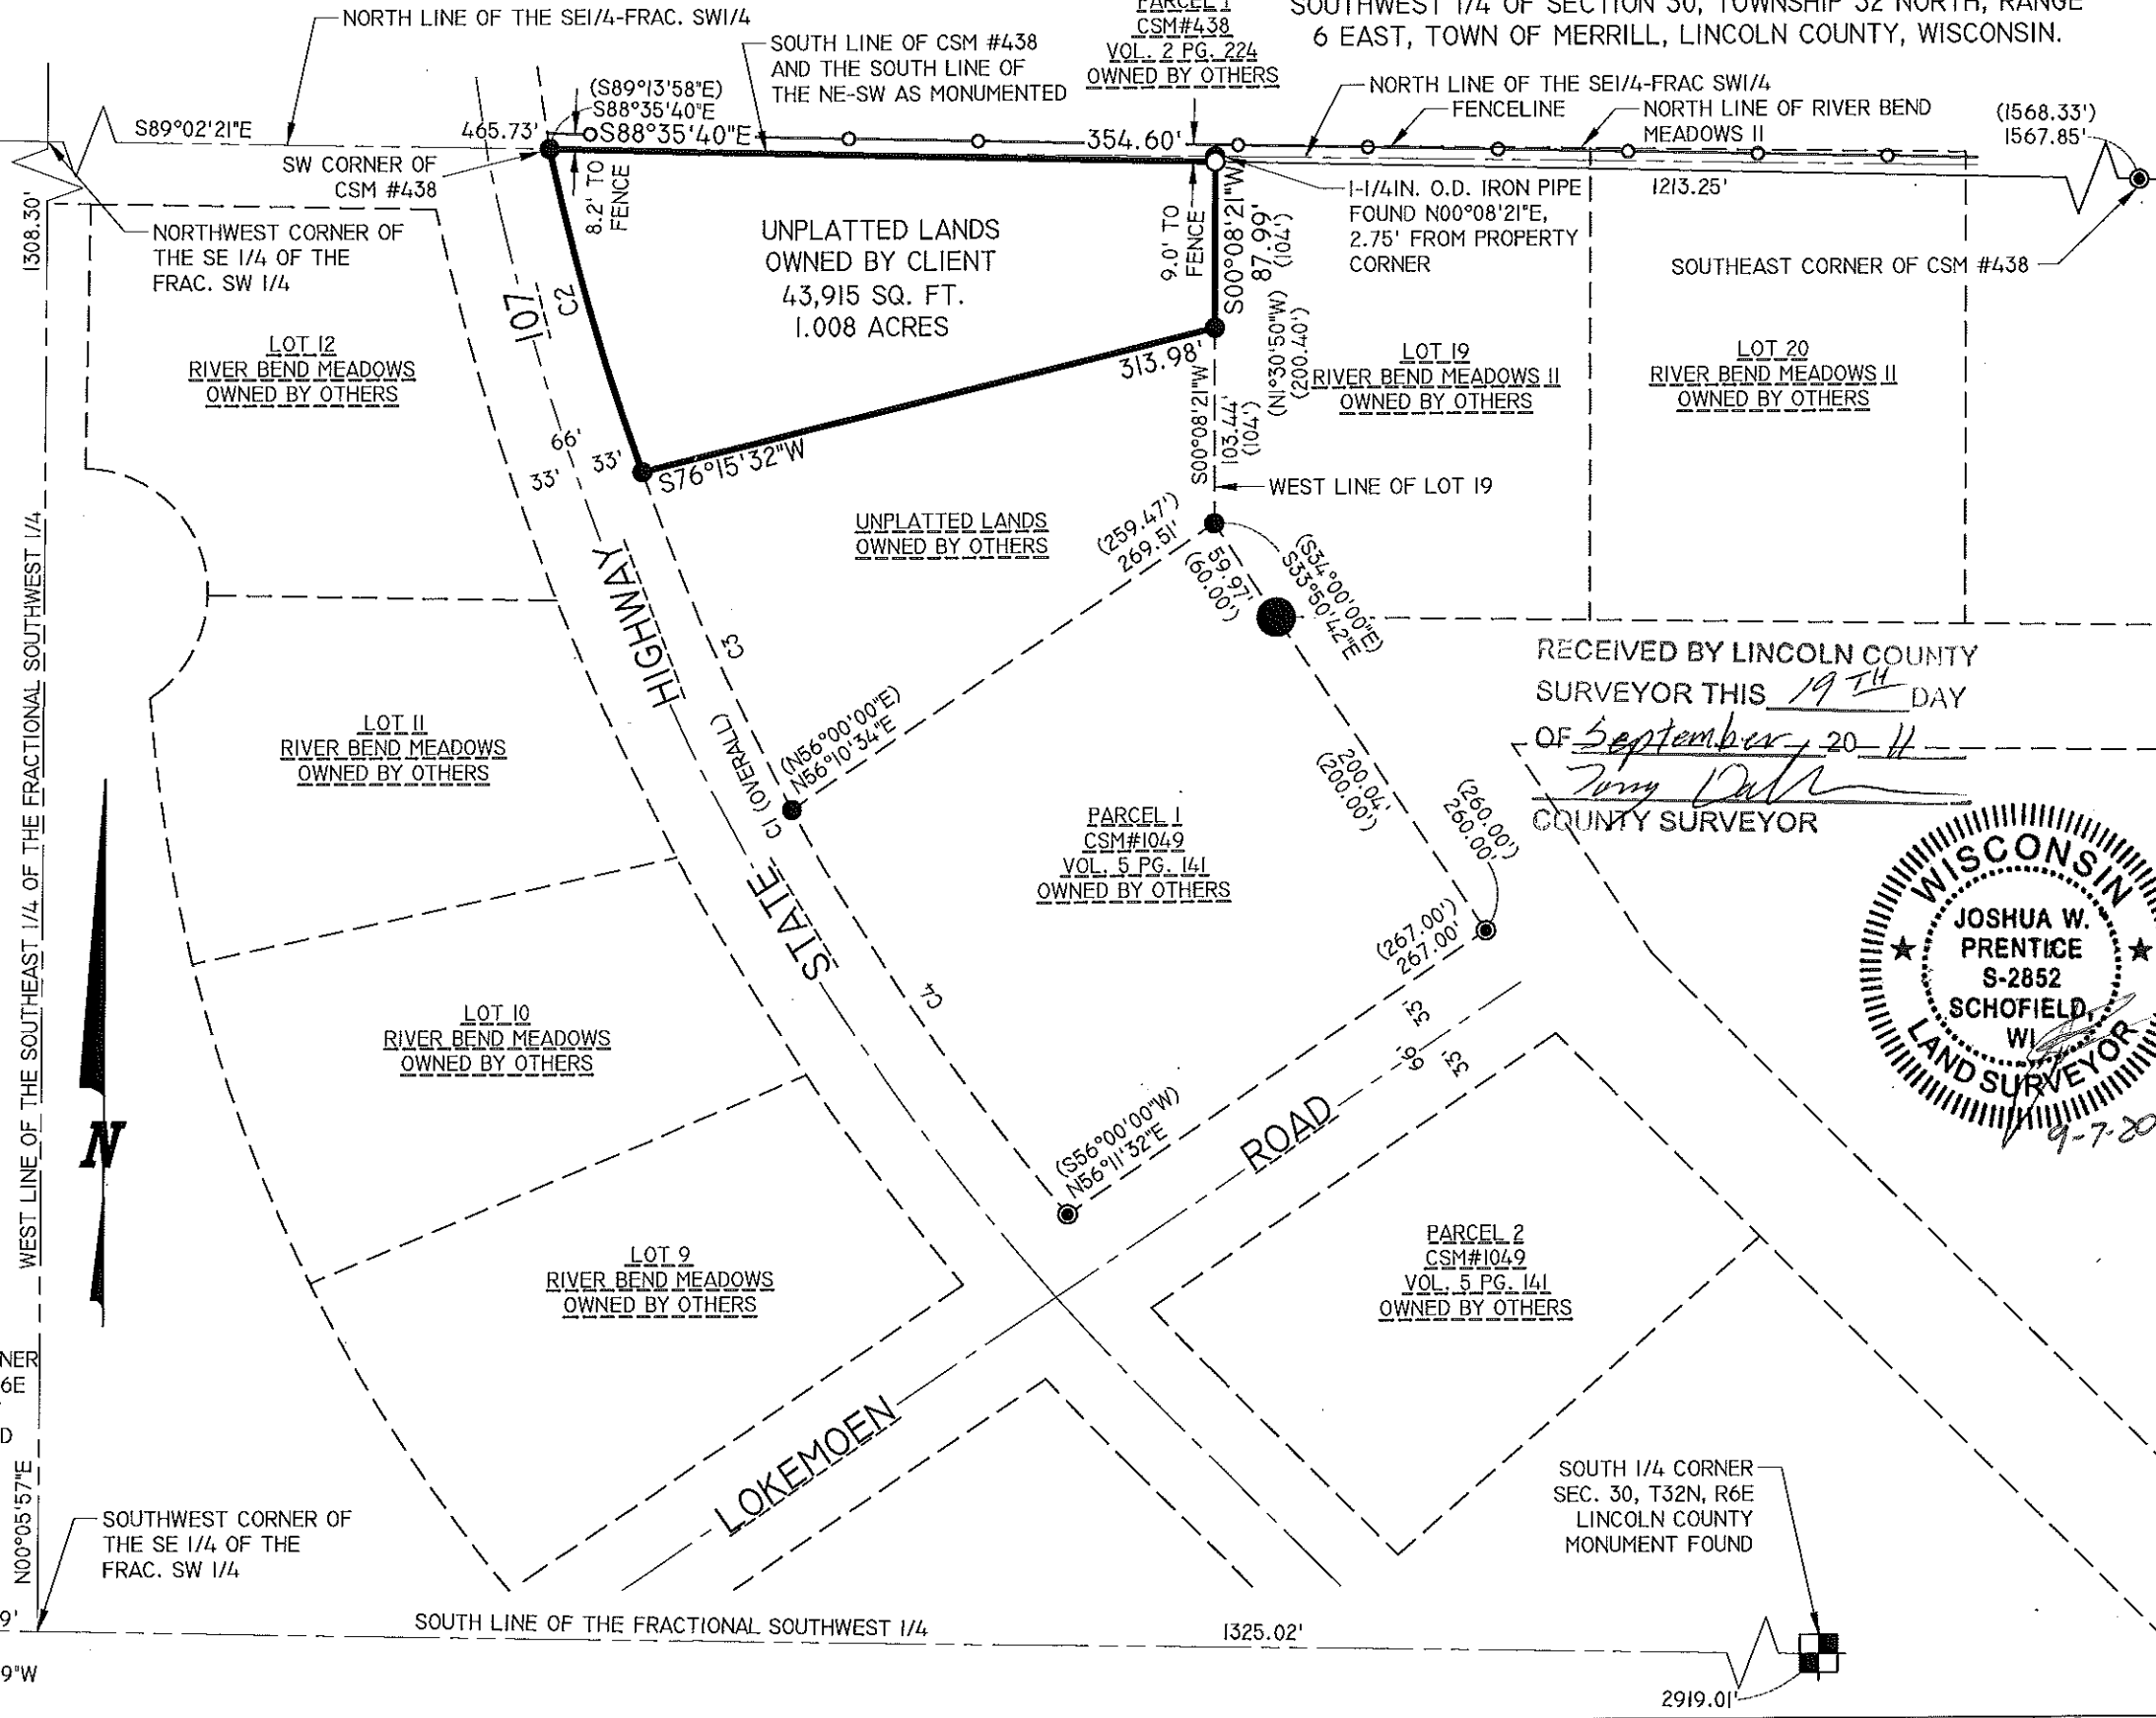 NORTH LINE OF THE SE1/4-FRAC. SW1/4
SOUTH LINE OF CSM #438
AND THE SOUTH LINE OF
THE NE-SW AS MONUMENTED
PARCEL 1
CSM#438
VOL. 2 PG. 224
OWNED BY OTHERS
SOUTHWEST 1/4 OF SECTION 30, TOWNSHIP 32 NORTH, RANGE
6 EAST, TOWN OF MERRILL, LINCOLN COUNTY, WISCONSIN.
NORTH LINE OF THE SE1/4-FRAC SW1/4
FENCELINE
NORTH LINE OF RIVER BEND
MEADOWS II
(1568.33')
1567.85'
S89°02'21"E
465.73'
(S89°13'58"E)
S88°35'40"E
S88°35'40"E
354.60'
1213.25'
SW CORNER OF
CSM #438
8.2' TO
FENCE
9.0' TO
FENCE
S00°08'21"W
87.99'
(104')
1-1/4IN. O.D. IRON PIPE
FOUND N00°08'21"E,
2.75' FROM PROPERTY
CORNER
SOUTHEAST CORNER OF CSM #438
1308.30'
NORTHWEST CORNER OF
THE SE 1/4 OF THE
FRAC. SW 1/4
UNPLATTED LANDS
OWNED BY CLIENT
43,915 SQ. FT.
1.008 ACRES
C2
107
LOT 12
RIVER BEND MEADOWS
OWNED BY OTHERS
313.98'
S76°15'32"W
(N1°30'50"W)
(200.40')
LOT 19
RIVER BEND MEADOWS II
OWNED BY OTHERS
LOT 20
RIVER BEND MEADOWS II
OWNED BY OTHERS
66'
33'
33'
S00°08'21"W
103.44'
(104')
WEST LINE OF LOT 19
UNPLATTED LANDS
OWNED BY OTHERS
(259.47')
269.51'
59.97'
(60.00')
(S34°00'00"E)
S33°50'42"E
HIGHWAY
C3
C1 (OVERALL)
(N56°00'00"E)
N56°10'34"E
RECEIVED BY LINCOLN COUNTY
SURVEYOR THIS 19TH DAY
OF September, 20 11
COUNTY SURVEYOR
LOT 11
RIVER BEND MEADOWS
OWNED BY OTHERS
200.04'
(200.00')
(260.00')
260.00'
PARCEL 1
CSM#1049
VOL. 5 PG. 141
OWNED BY OTHERS
STATE
C4
(267.00')
267.00'
33'
66'
33'
WISCONSIN
JOSHUA W.
PRENTICE
S-2852
SCHOFIELD,
WI
LAND SURVEYOR
9-7-20
LOT 10
RIVER BEND MEADOWS
OWNED BY OTHERS
WEST LINE OF THE SOUTHEAST 1/4 OF THE FRACTIONAL SOUTHWEST 1/4
N
(S56°00'00"W)
N56°11'32"E
ROAD
LOT 9
RIVER BEND MEADOWS
OWNED BY OTHERS
PARCEL 2
CSM#1049
VOL. 5 PG. 141
OWNED BY OTHERS
NER
6E
D
N00°05'57"E
LOKEMOEN
SOUTHWEST CORNER OF
THE SE 1/4 OF THE
FRAC. SW 1/4
SOUTH 1/4 CORNER
SEC. 30, T32N, R6E
LINCOLN COUNTY
MONUMENT FOUND
9'
SOUTH LINE OF THE FRACTIONAL SOUTHWEST 1/4
1325.02'
9"W
2919.01'